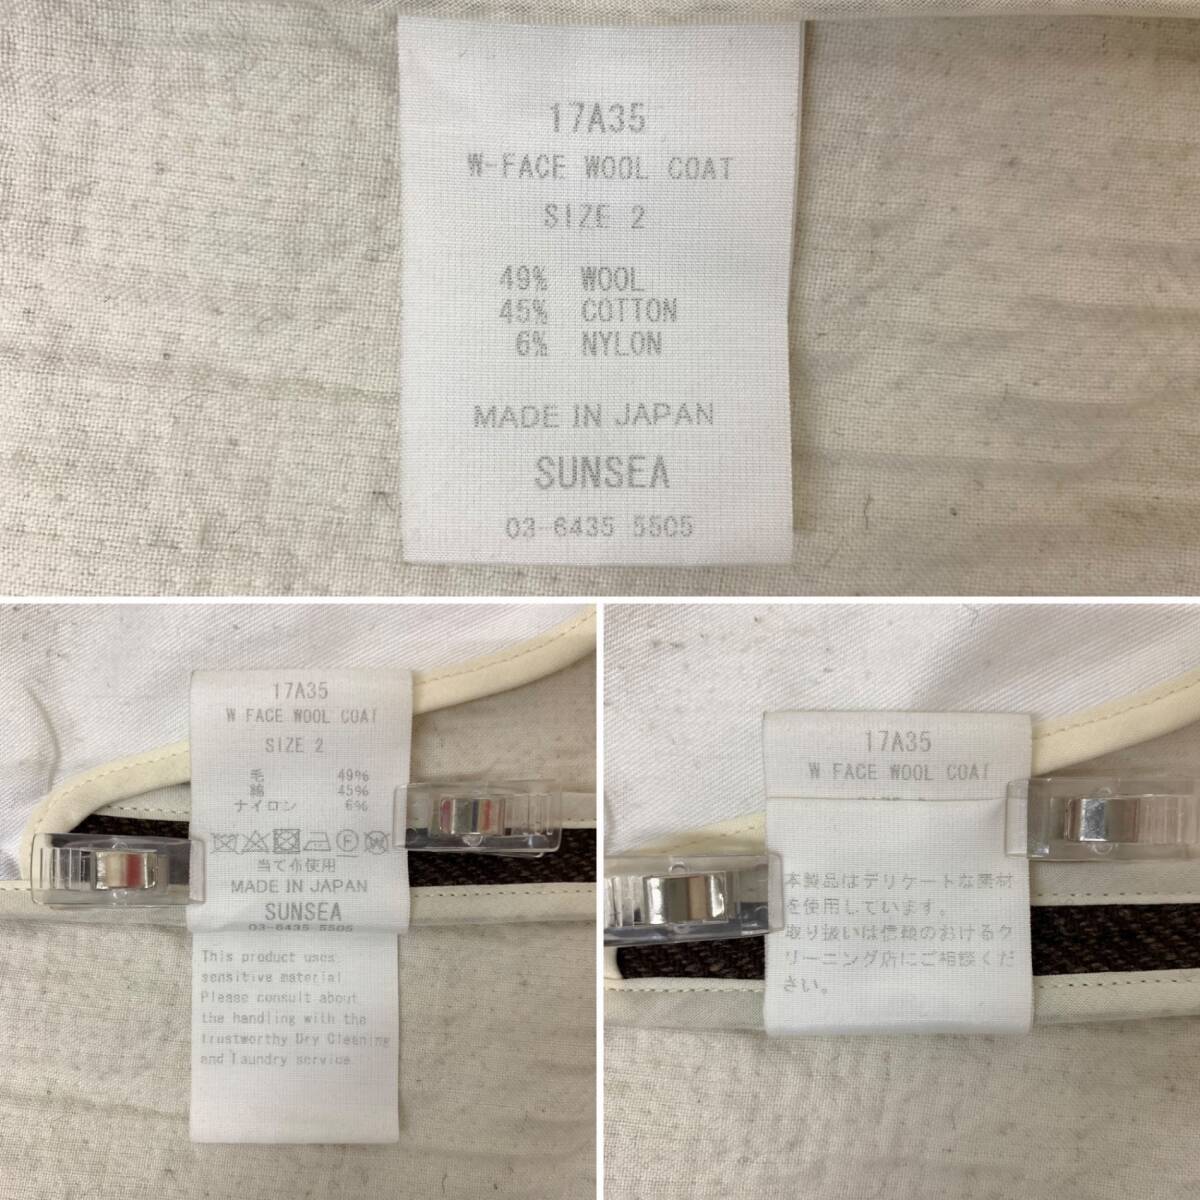 17A35
W-FACE WOOL COAT
SIZE 2
49% WOOL
45% COTTON
6% NYLON
MADE IN JAPAN
SUNSEA
03-6435 5505
17A35
W FACE WOOL COAT
SIZE 2
毛 49%
綿 45%
ナイロン 6%
当て布使用
MADE IN JAPAN
SUNSEA
03-6435 5505
This product uses
sensitive material
Please consult about
the handling with the
trustworthy Dry Cleaning
and Laundry service
17A35
W FACE WOOL COAT
本製品はデリケートな素材
を使用しています。
取り扱いは信頼のおけるク
リーニング店にご相談くだ
さい。